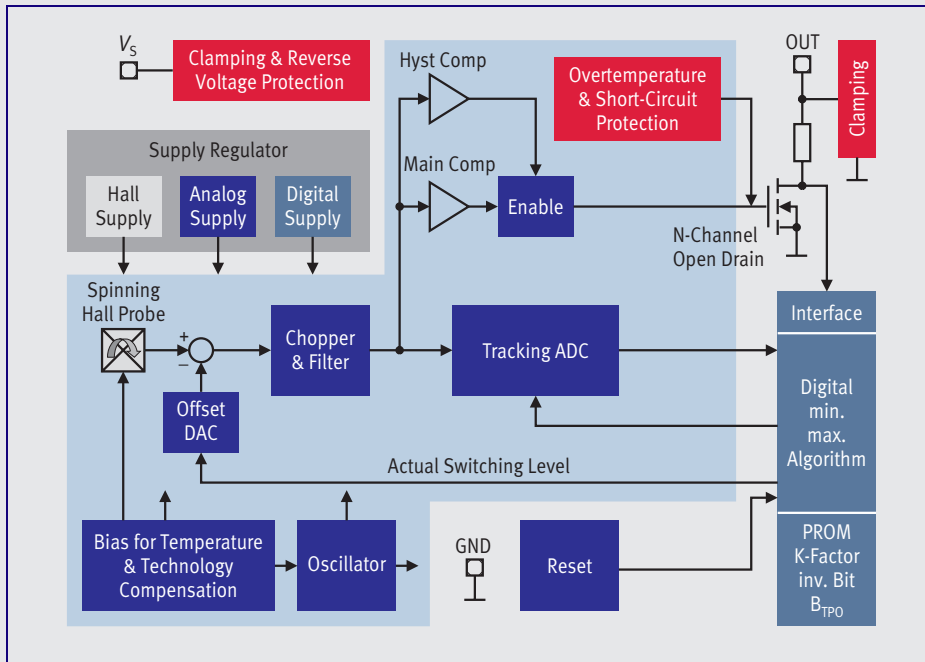 V_S
Clamping & Reverse
Voltage Protection
Hyst Comp
Overtemperature
& Short-Circuit
Protection
OUT
Clamping
Supply Regulator
Hall
Supply
Analog
Supply
Digital
Supply
Main Comp
Enable
N-Channel
Open Drain
Spinning
Hall Probe
+
–
Chopper
& Filter
Tracking ADC
Interface
Digital
min.
max.
Algorithm
Offset
DAC
Actual Switching Level
Bias for Temperature
& Technology
Compensation
Oscillator
GND
Reset
PROM
K-Factor
inv. Bit
B_TPO